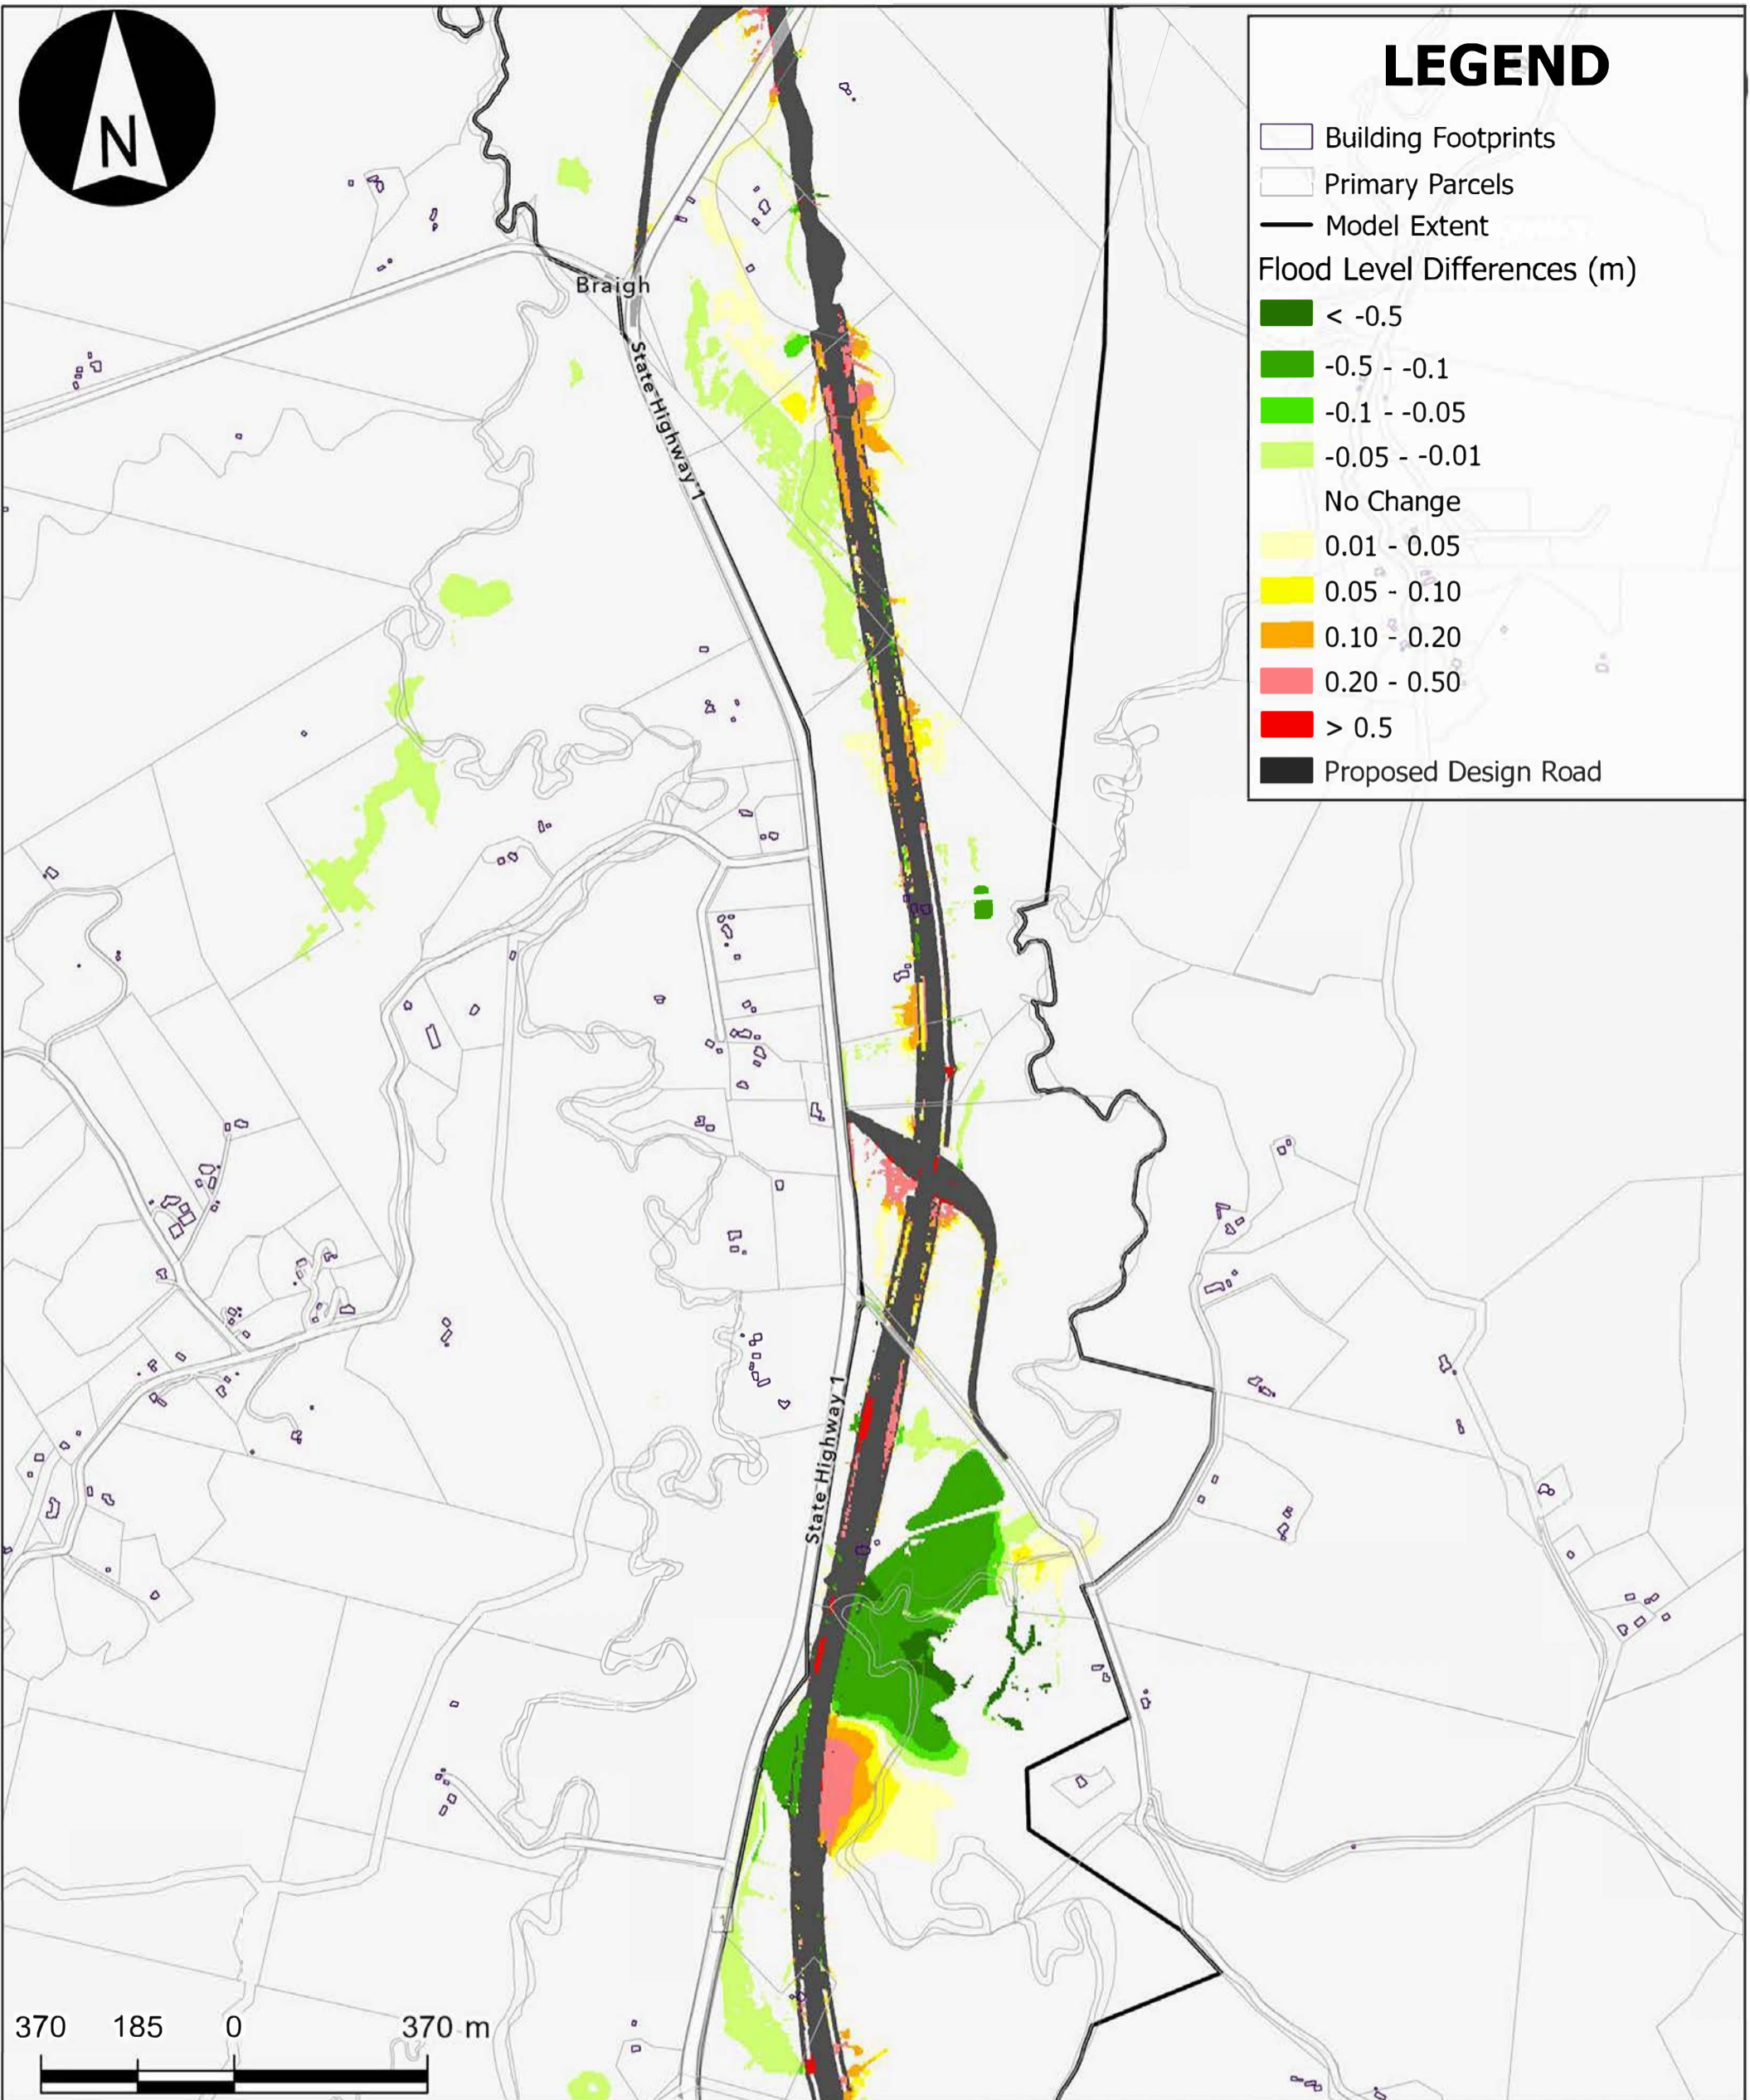 N
LEGEND
Building Footprints
Primary Parcels
Model Extent
Flood Level Differences (m)
< -0.5
-0.5 - -0.1
-0.1 - -0.05
-0.05 - -0.01
No Change
0.01 - 0.05
0.05 - 0.10
0.10 - 0.20
0.20 - 0.50
> 0.5
Proposed Design Road
Braigh
State Highway 1
State Highway 1
1
370 185 0 370 m